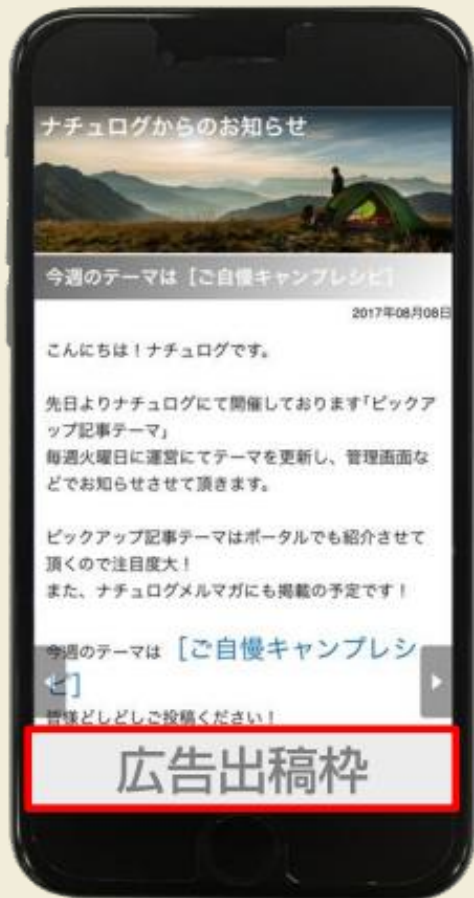 ナチュログからのお知らせ
今週のテーマは［ご自慢キャンプレシピ］
2017年08月08日
こんにちは！ナチュログです。
先日よりナチュログにて開催しております「ピックア
ップ記事テーマ」
毎週火曜日に運営にてテーマを更新し、管理画面な
どでお知らせさせて頂きます。
ピックアップ記事テーマはポータルでも紹介させて
頂くので注目度大！
また、ナチュログメルマガにも掲載の予定です！
今週のテーマは ［ご自慢キャンプレシ
ピ］
皆様どしどしご投稿ください！
広告出稿枠